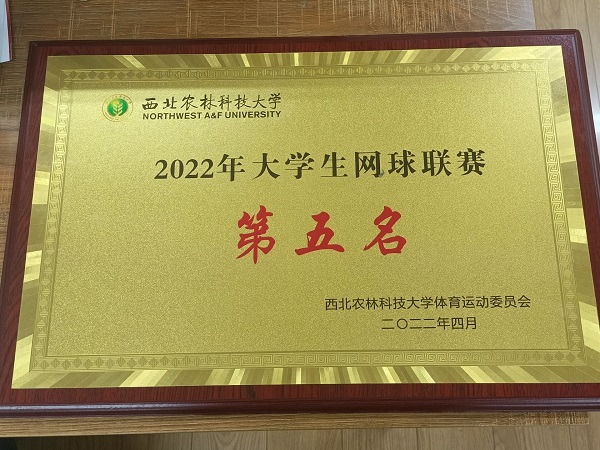 西北农林科技大学
NORTHWEST A&F UNIVERSITY
2022年大学生网球联赛
第五名
西北农林科技大学体育运动委员会
二〇二二年四月